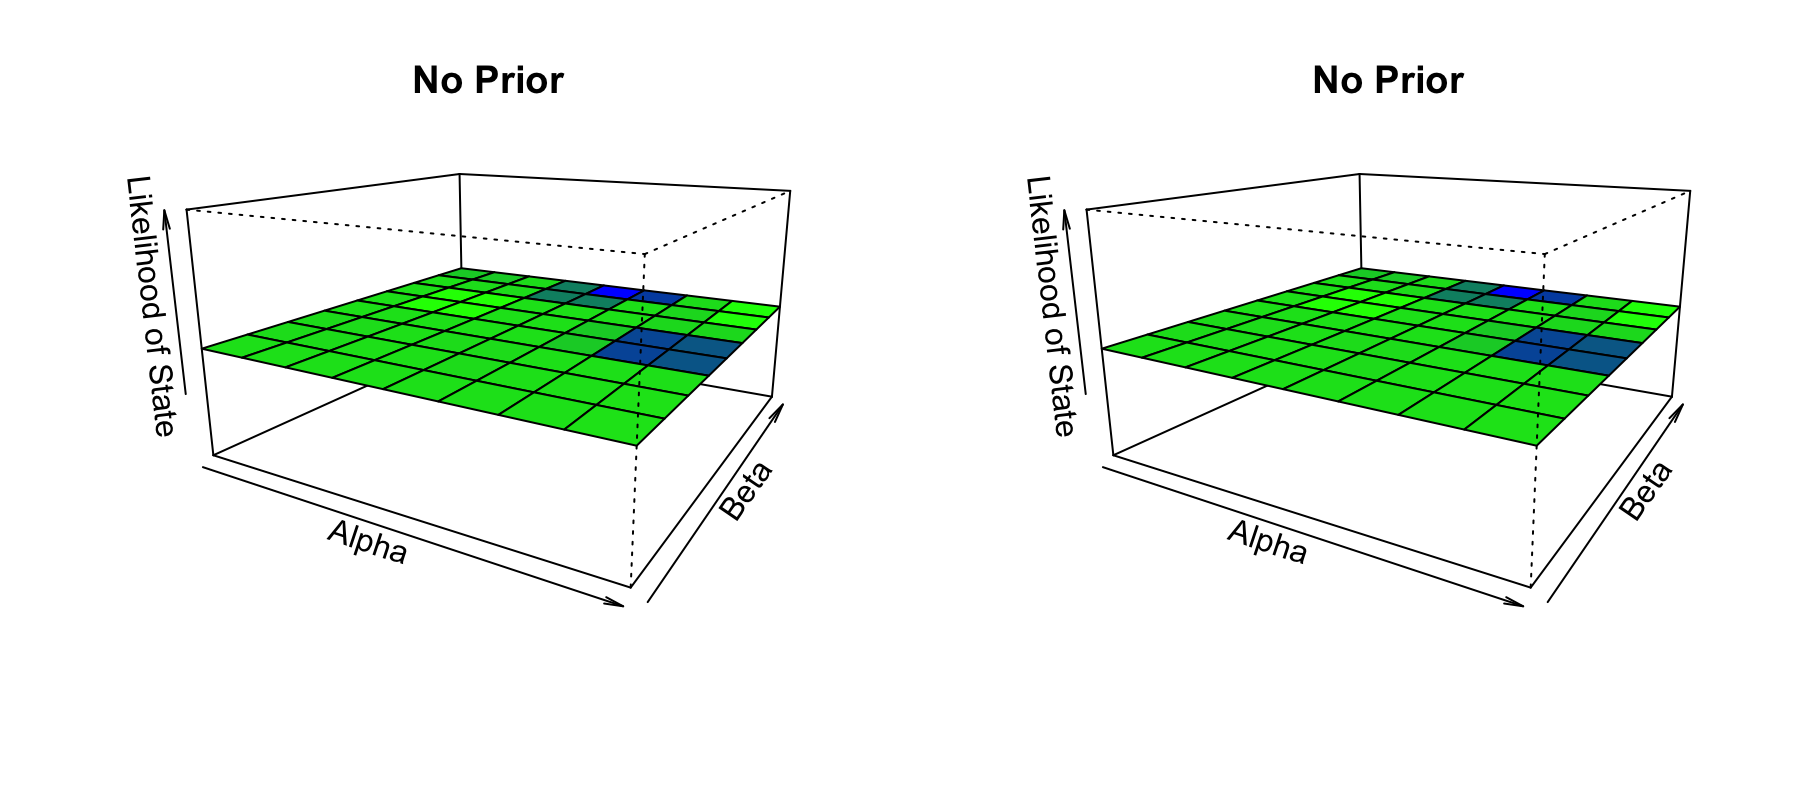 No Prior
Likelihood of State
Alpha
Beta
No Prior
Likelihood of State
Alpha
Beta